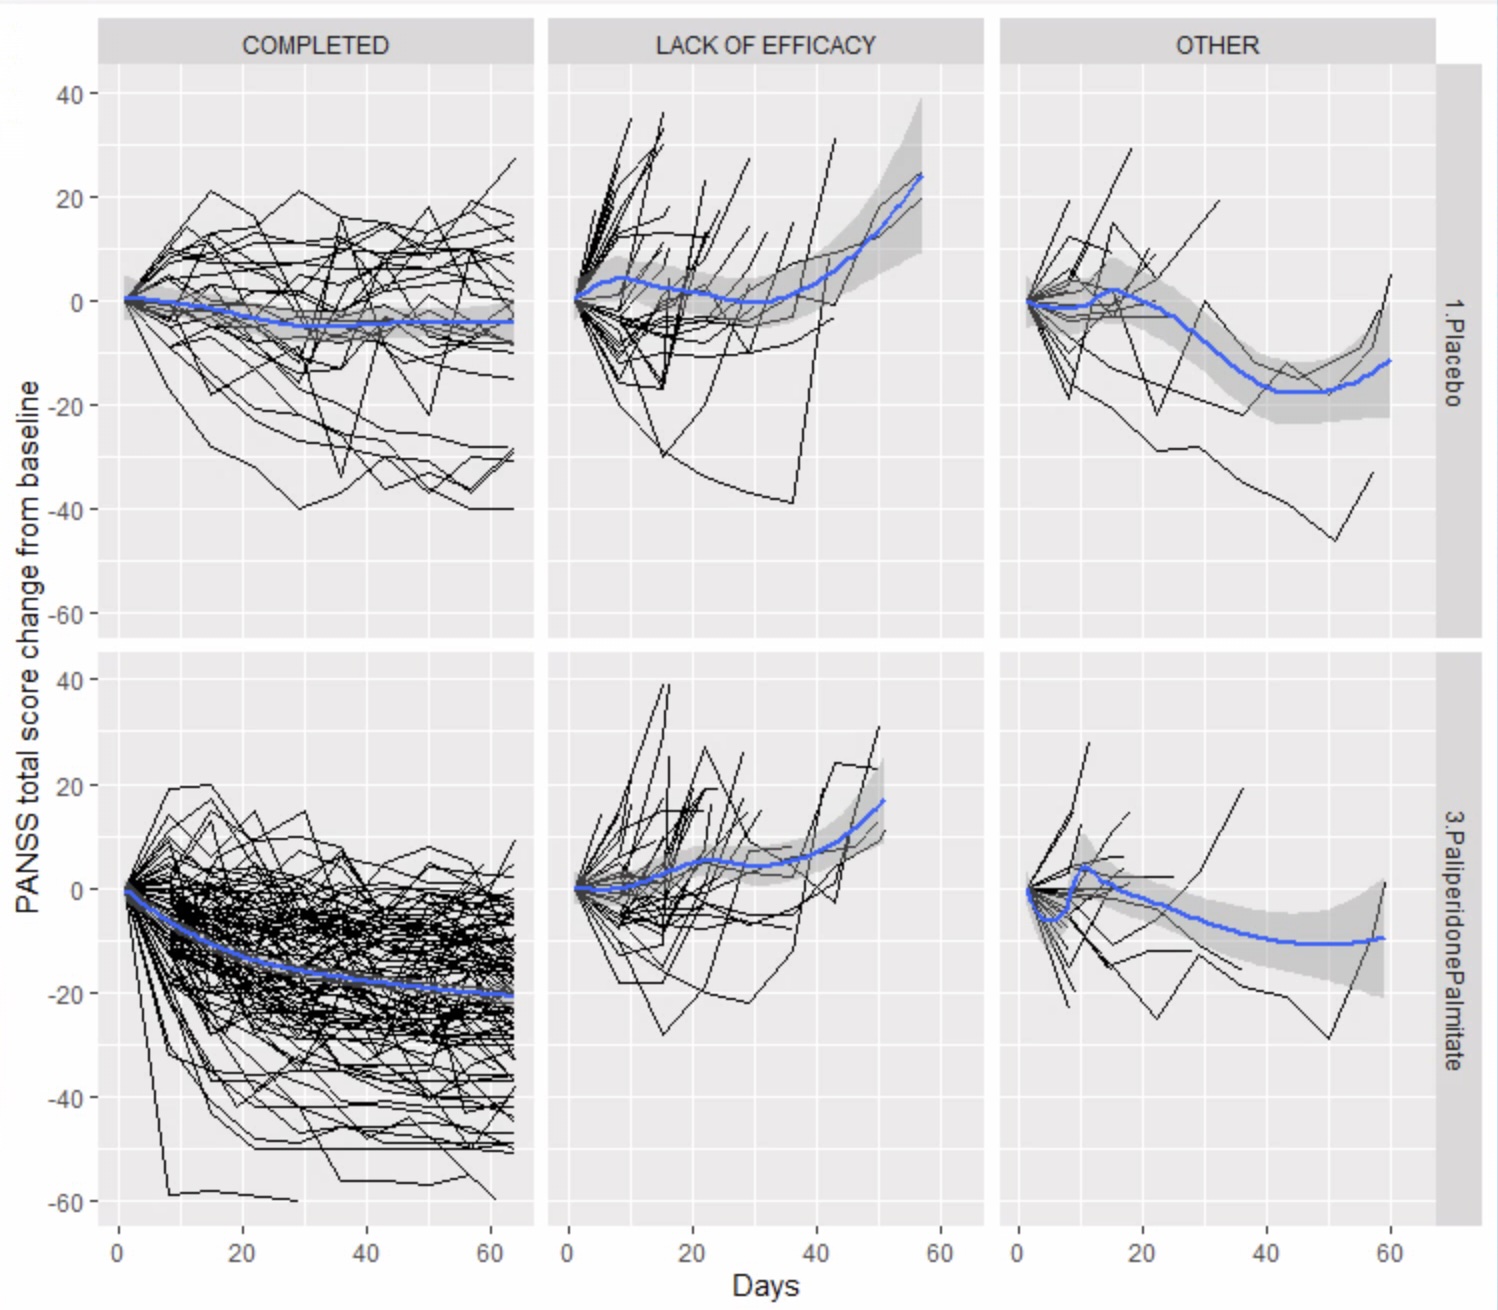 COMPLETED
LACK OF EFFICACY
OTHER
40
20
0
-20
-40
-60
1.Placebo
PANSS total score change from baseline
40
20
0
-20
-40
-60
3.PaliperidonePalmitate
0 20 40 60
0 20 40 60
0 20 40 60
Days